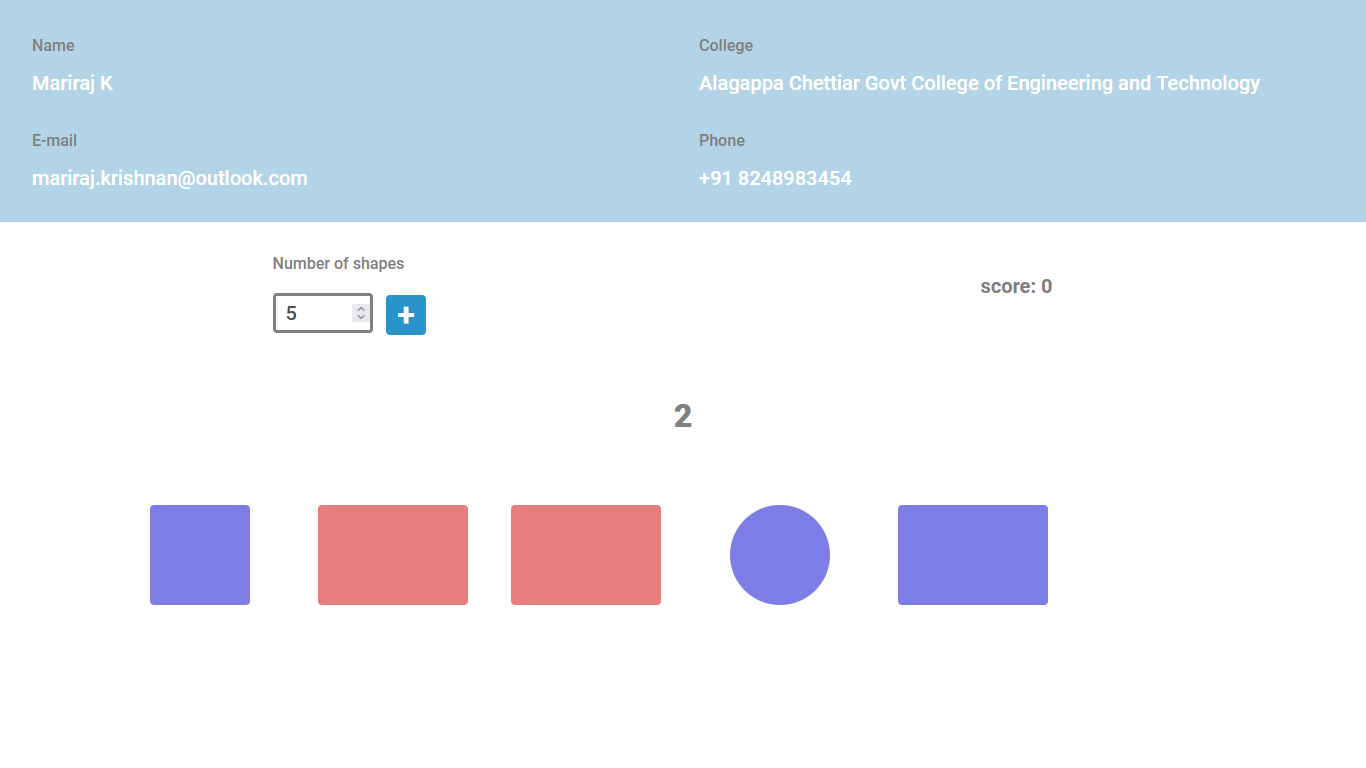 Name
Mariraj K
College
Alagappa Chettiar Govt College of Engineering and Technology
E-mail
mariraj.krishnan@outlook.com
Phone
+91 8248983454
Number of shapes
5
+
score: 0
2